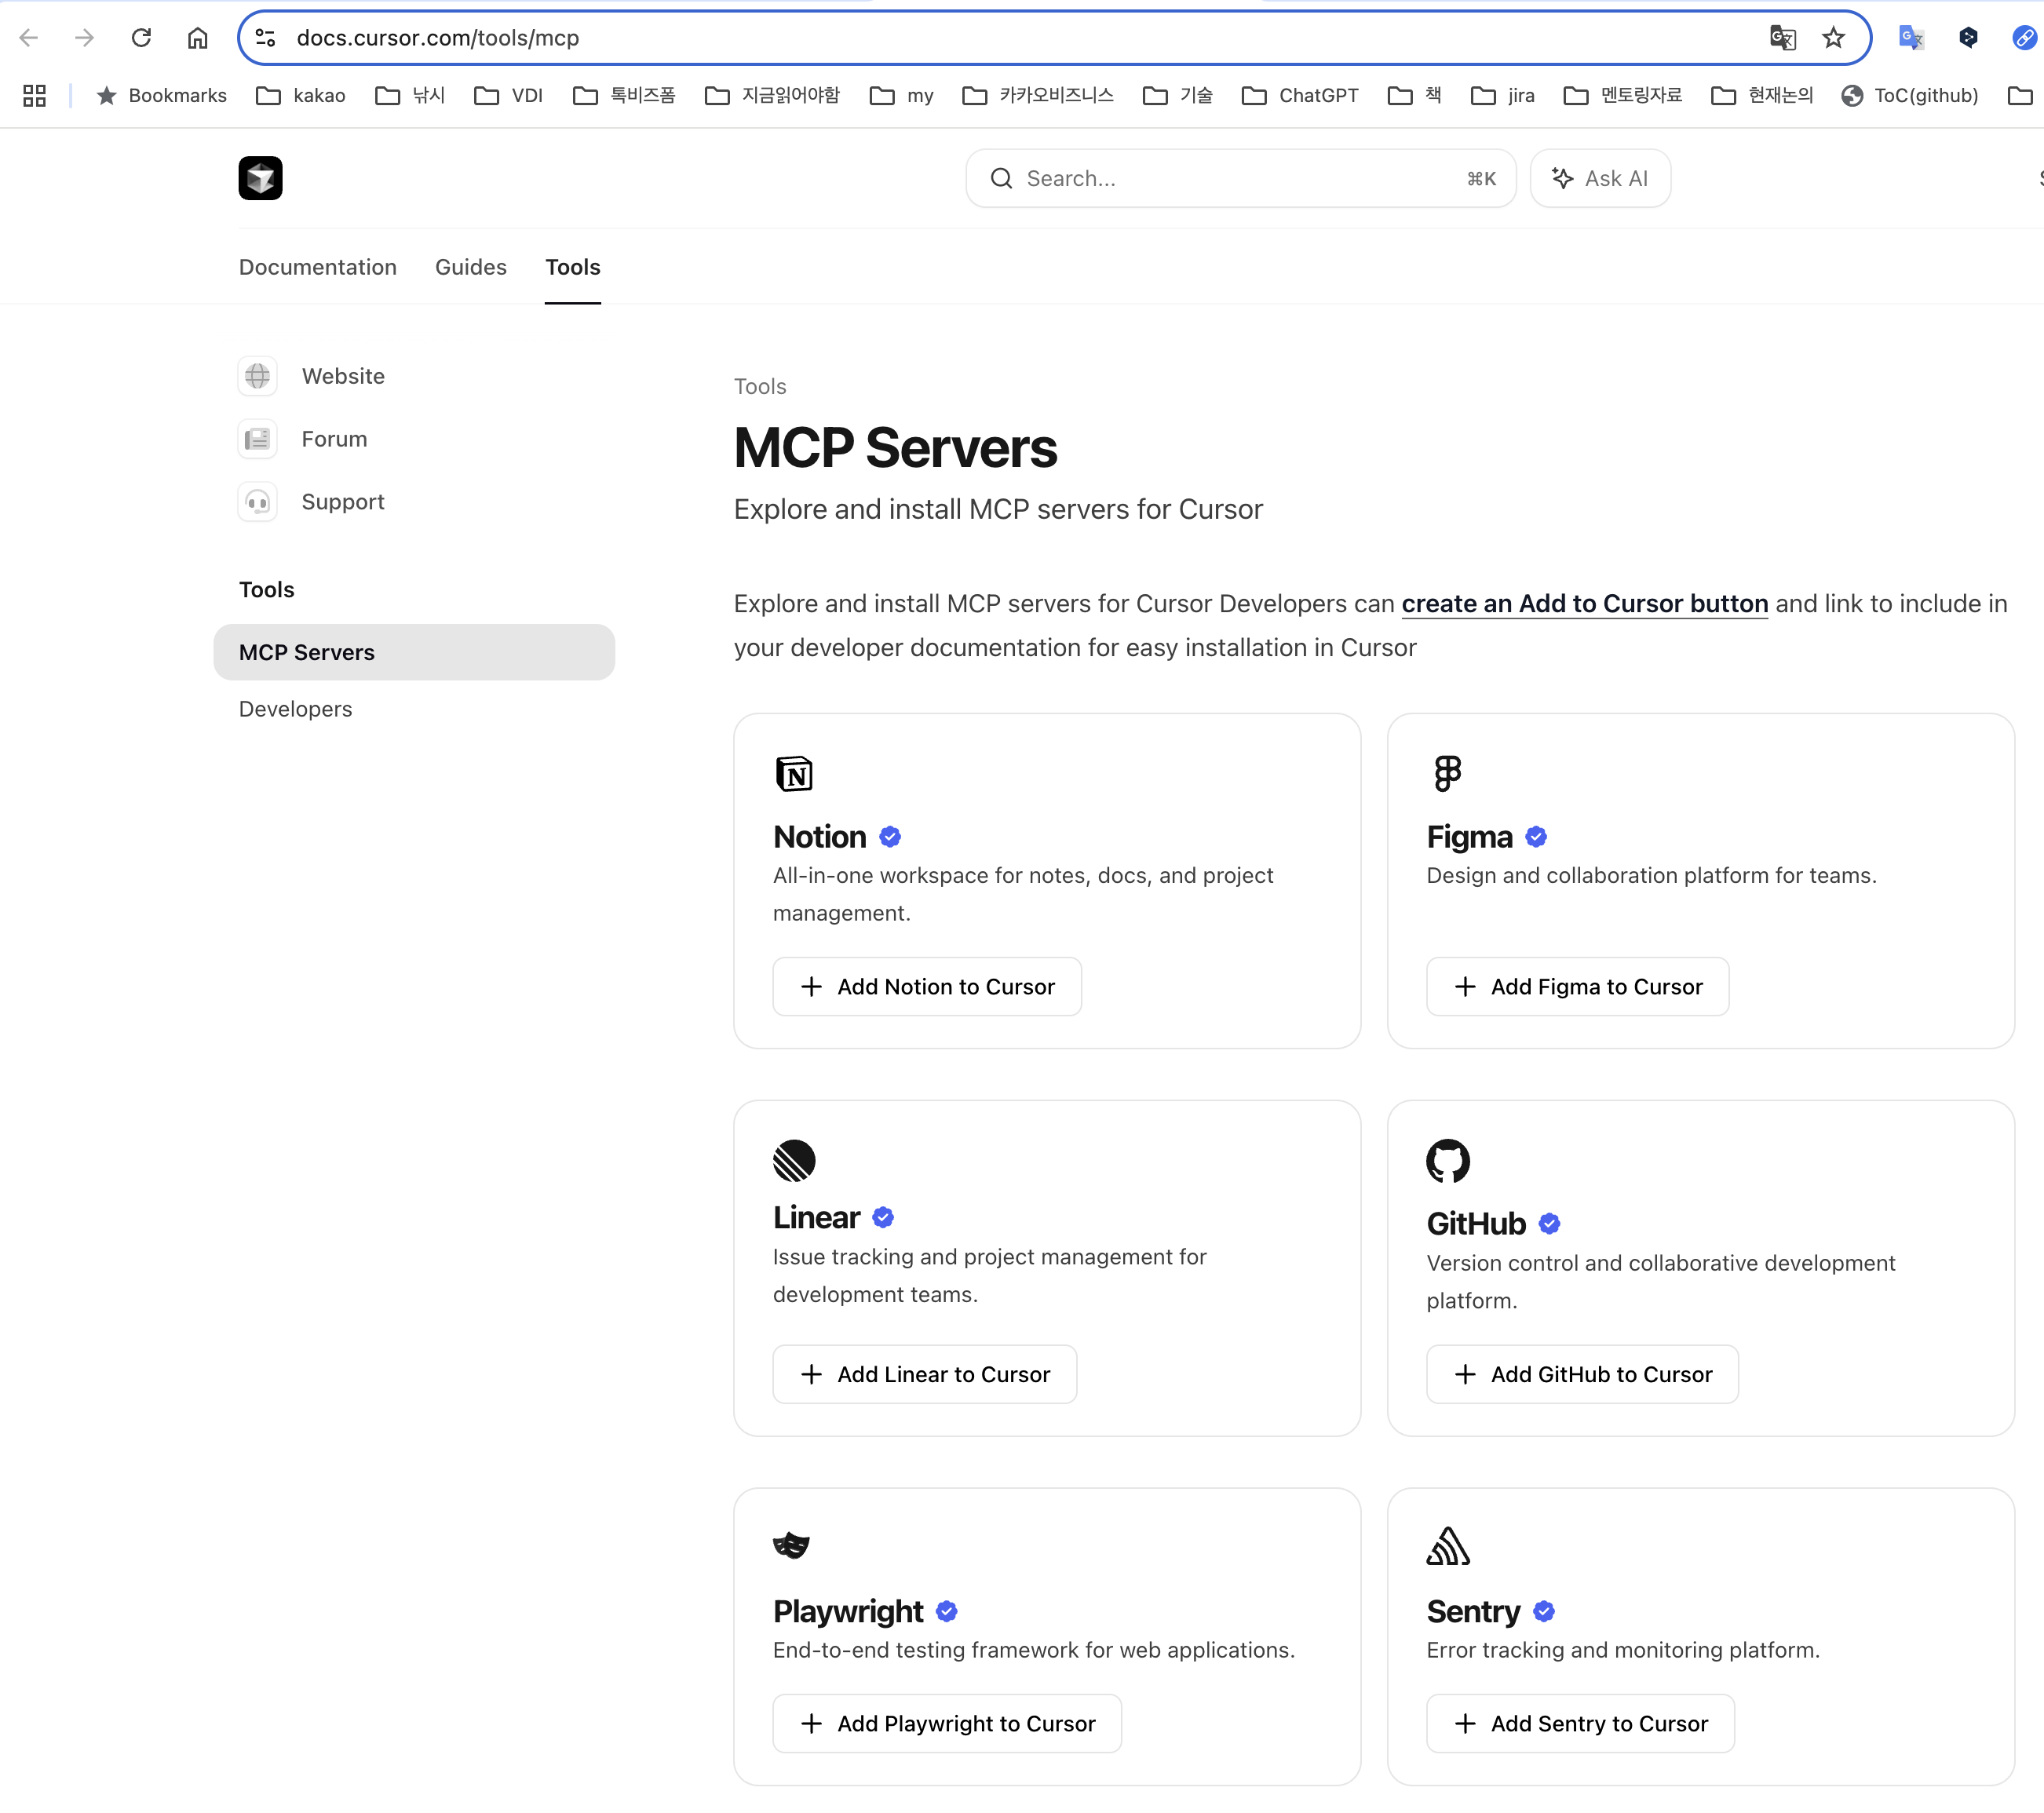 docs.cursor.com/tools/mcp
Bookmarks kakao 낚시 VDI 톡비즈폼 지금읽어야함 my 카카오비즈니스 기술 ChatGPT 책 jira 멘토링자료 현재논의 ToC(github)
Search... ⌘K Ask AI
Documentation Guides Tools
Website
Forum
Support
Tools
MCP Servers
Developers
Tools
MCP Servers
Explore and install MCP servers for Cursor
Explore and install MCP servers for Cursor Developers can create an Add to Cursor button and link to include in
your developer documentation for easy installation in Cursor
Notion
All-in-one workspace for notes, docs, and project
management.
Add Notion to Cursor
Figma
Design and collaboration platform for teams.
Add Figma to Cursor
Linear
Issue tracking and project management for
development teams.
Add Linear to Cursor
GitHub
Version control and collaborative development
platform.
Add GitHub to Cursor
Playwright
End-to-end testing framework for web applications.
Add Playwright to Cursor
Sentry
Error tracking and monitoring platform.
Add Sentry to Cursor